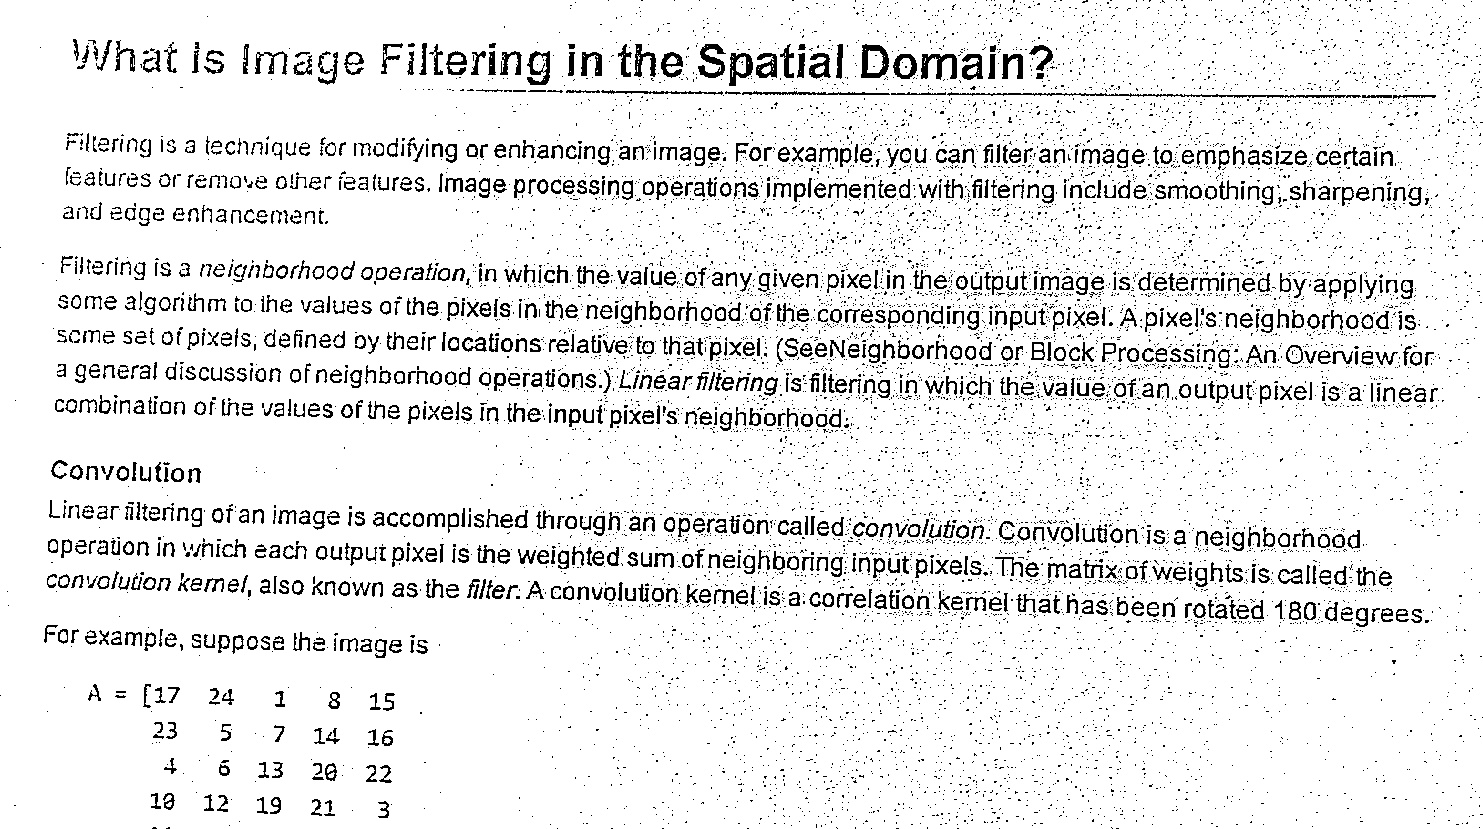 What Is Image Filtering in the Spatial Domain?
Filtering is a technique for modifying or enhancing an image. For example, you can filter an image to emphasize certain
features or remove other features. Image processing operations implemented with filtering include smoothing, sharpening,
and edge enhancement.
Filtering is a neighborhood operation, in which the value of any given pixel in the output image is determined by applying
some algorithm to the values of the pixels in the neighborhood of the corresponding input pixel. A pixel's neighborhood is
some set of pixels, defined by their locations relative to that pixel. (SeeNeighborhood or Block Processing: An Overview for
a general discussion of neighborhood operations.) Linear filtering is filtering in which the value of an output pixel is a linear
combination of the values of the pixels in the input pixel's neighborhood.
Convolution
Linear filtering of an image is accomplished through an operation called convolution. Convolution is a neighborhood
operation in which each output pixel is the weighted sum of neighboring input pixels. The matrix of weights is called the
convolution kernel, also known as the filter. A convolution kernel is a correlation kernel that has been rotated 180 degrees.
For example, suppose the image is
A = [17 24 1 8 15
23 5 7 14 16
4 6 13 20 22
10 12 19 21 3